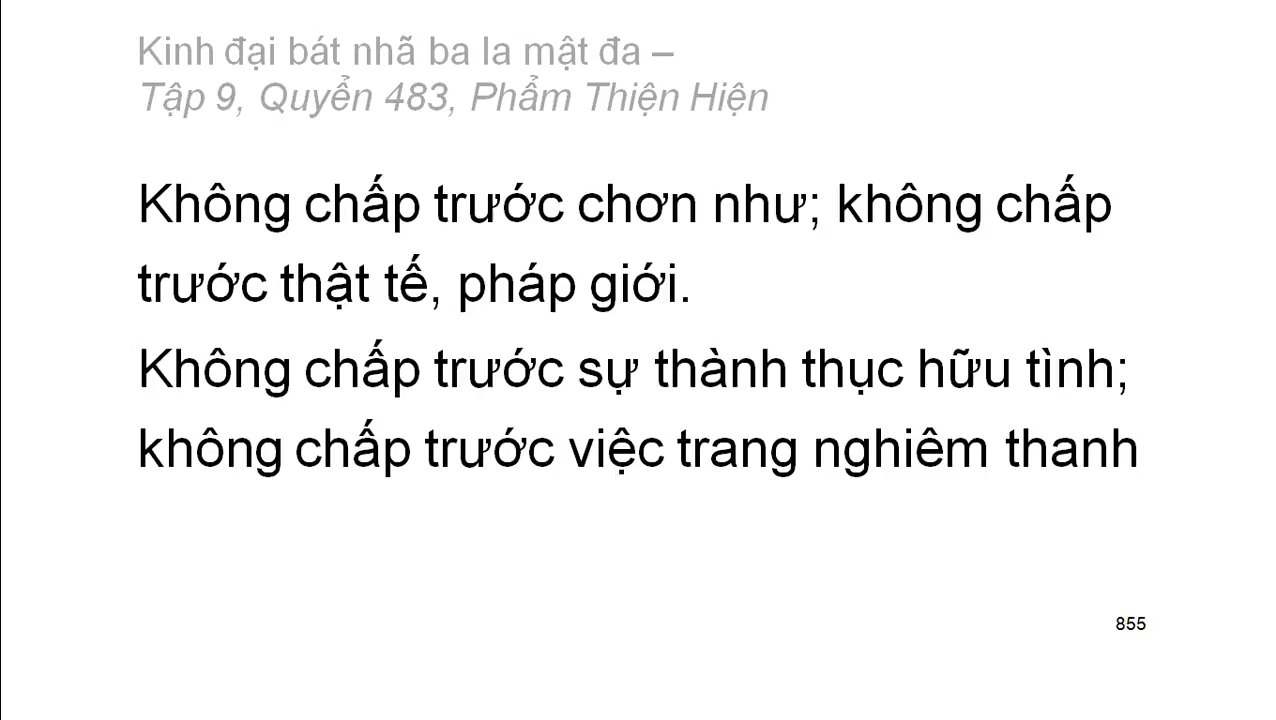 Kinh đại bát nhã ba la mật đa –
Tập 9, Quyển 483, Phẩm Thiện Hiện
Không chấp trước chơn như; không chấp
trước thật tế, pháp giới.
Không chấp trước sự thành thục hữu tình;
không chấp trước việc trang nghiêm thanh
855